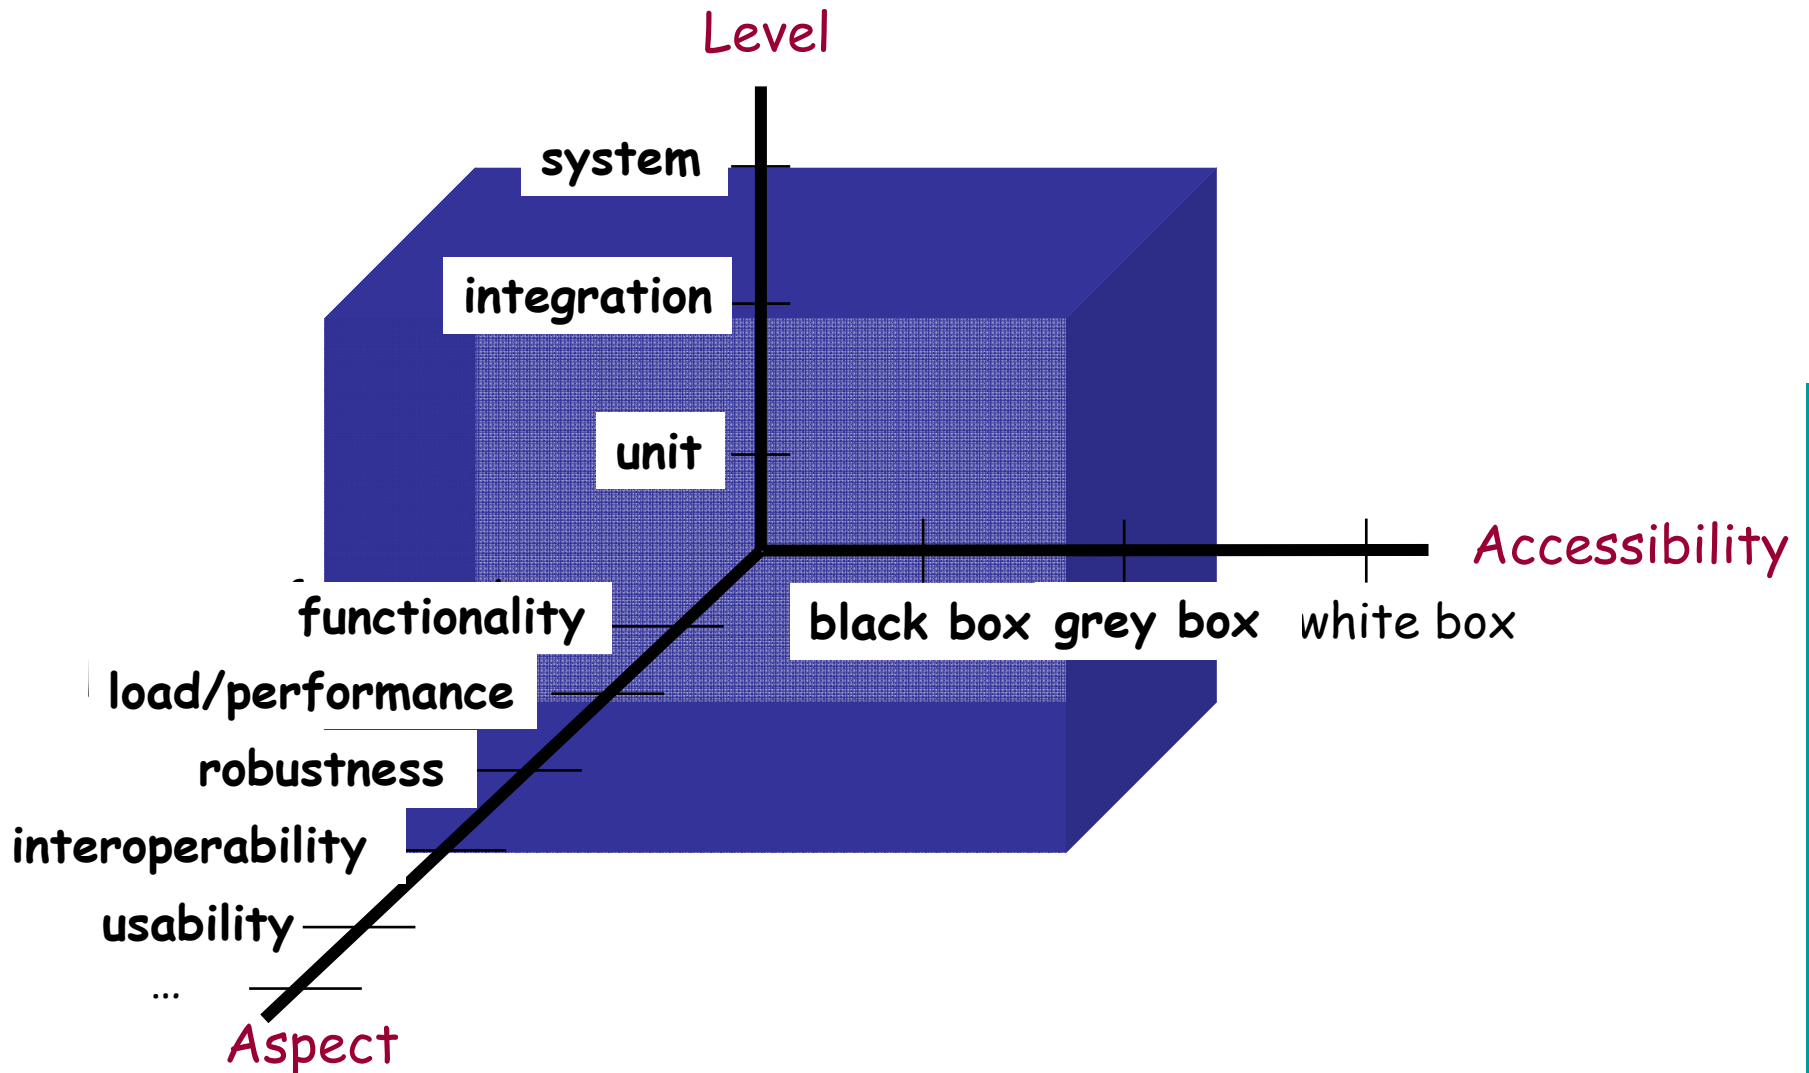 Level
system
integration
unit
Accessibility
black box grey box white box
functionality
load/performance
robustness
interoperability
usability
...
Aspect